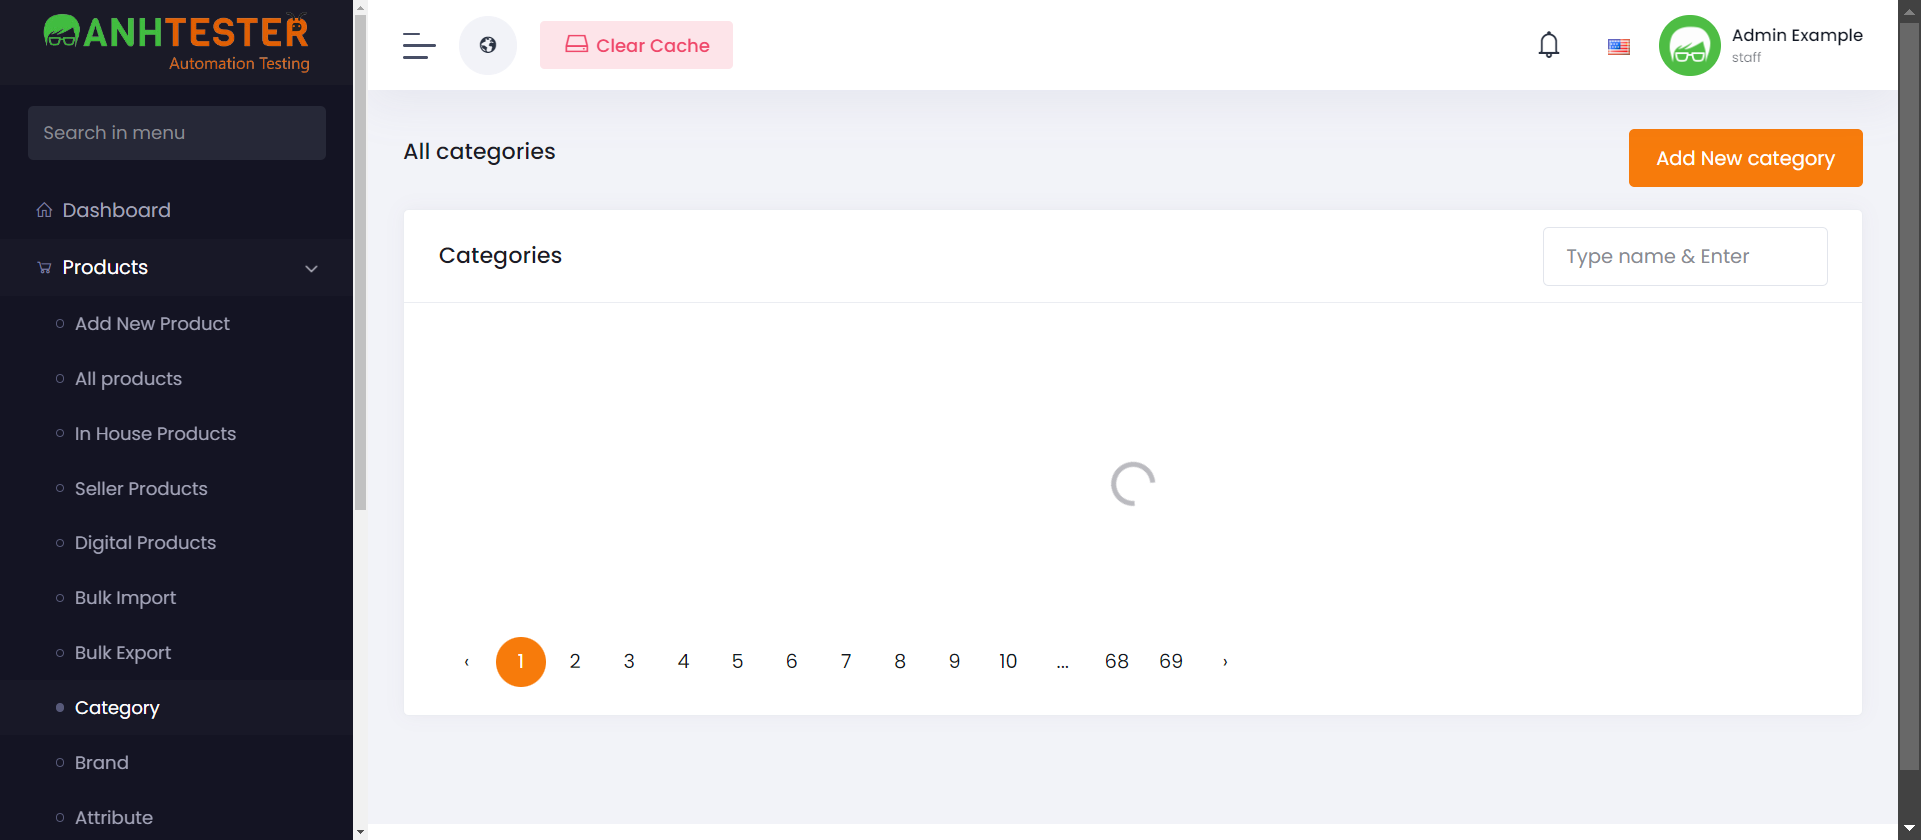 ANHTESTER
Automation Testing
Search in menu
Dashboard
Products
Add New Product
All products
In House Products
Seller Products
Digital Products
Bulk Import
Bulk Export
Category
Brand
Attribute
Clear Cache
Admin Example
staff
All categories
Add New category
Categories
Type name & Enter
‹ 1 2 3 4 5 6 7 8 9 10 ... 68 69 ›